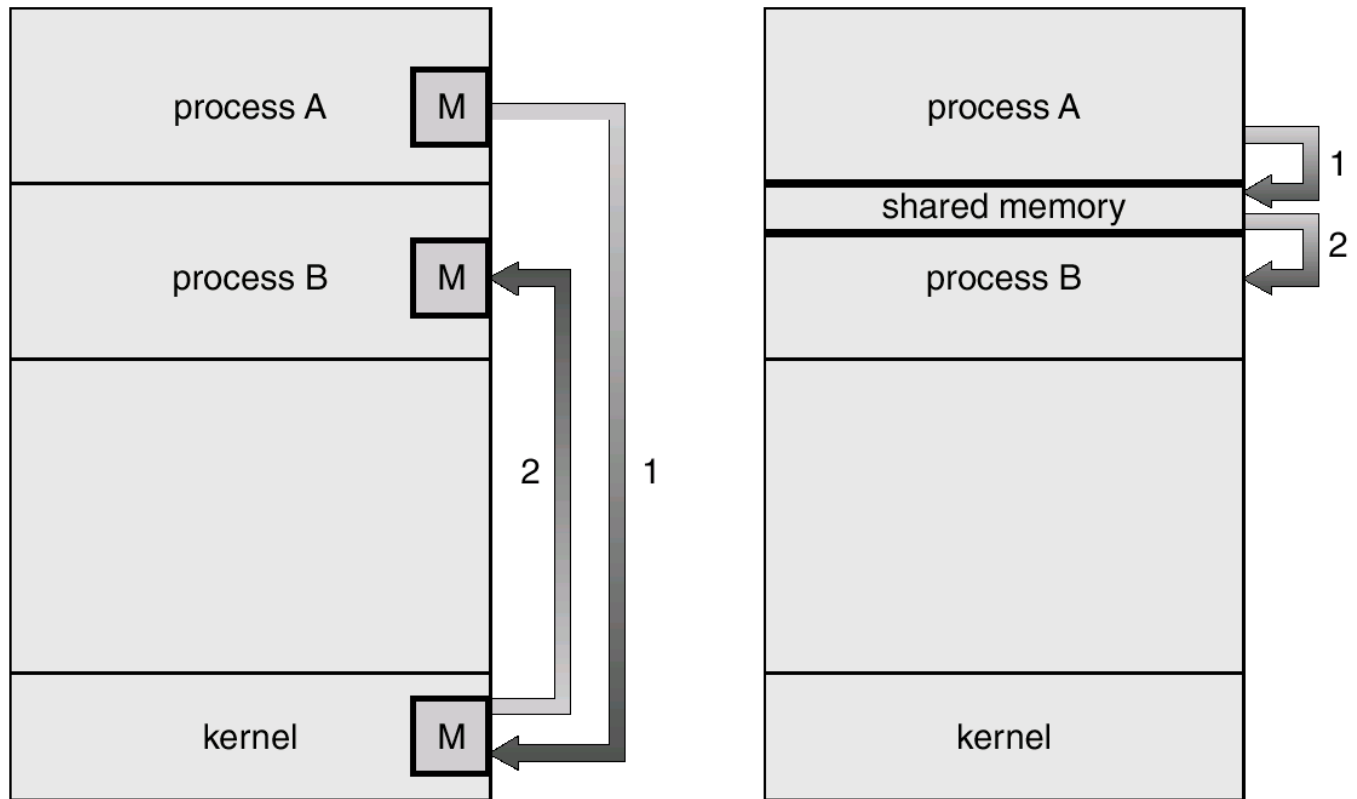 process A
M
process B
M
2
1
kernel
M
process A
1
shared memory
2
process B
kernel